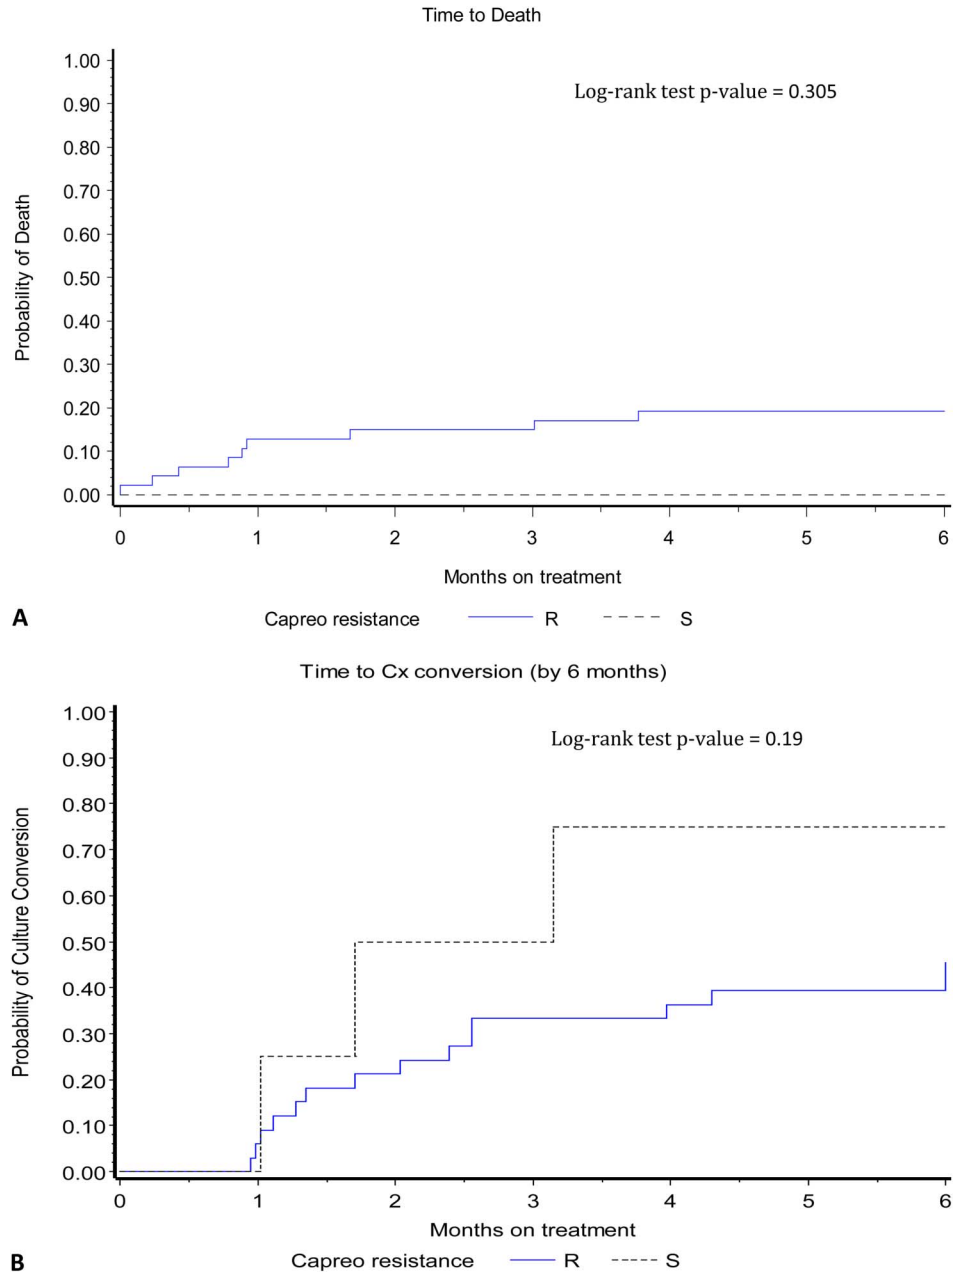 Time to Death
Log-rank test p-value = 0.305
Probability of Death
1.00
0.90
0.80
0.70
0.60
0.50
0.40
0.30
0.20
0.10
0.00
0 1 2 3 4 5 6
Months on treatment
A
Capreo resistance R S
Time to Cx conversion (by 6 months)
Log-rank test p-value = 0.19
Probability of Culture Conversion
1.00
0.90
0.80
0.70
0.60
0.50
0.40
0.30
0.20
0.10
0.00
0 1 2 3 4 5 6
Months on treatment
B
Capreo resistance R S